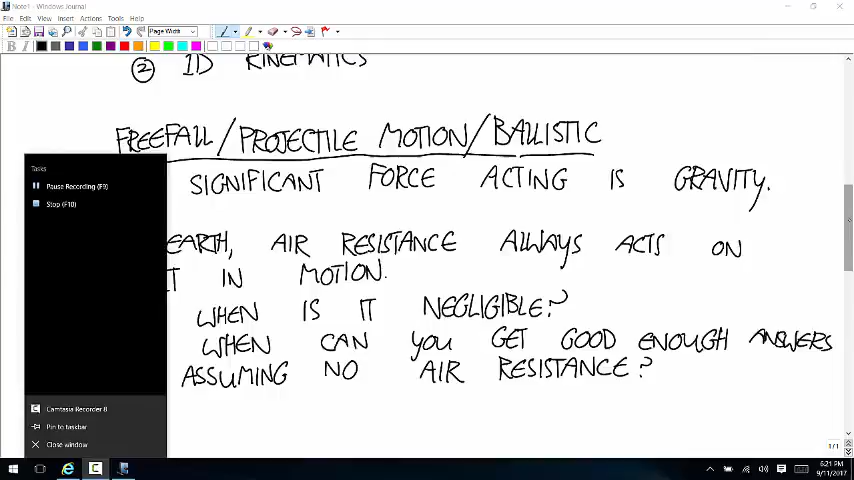 Note1 - Windows Journal
File Edit View Insert Actions Tools Help
Page Width
B I
② 1D KINEMATICS
FREEFALL/PROJECTILE MOTION/BALLISTIC
SIGNIFICANT FORCE ACTING IS GRAVITY.
EARTH, AIR RESISTANCE ALWAYS ACTS ON
IN MOTION.
WHEN IS IT NEGLIGIBLE?
WHEN CAN YOU GET GOOD ENOUGH ANSWERS
ASSUMING NO AIR RESISTANCE?
Tasks
Pause Recording (F9)
Stop (F10)
Camtasia Recorder 8
Pin to taskbar
Close window
1/1
6:21 PM
9/11/2017